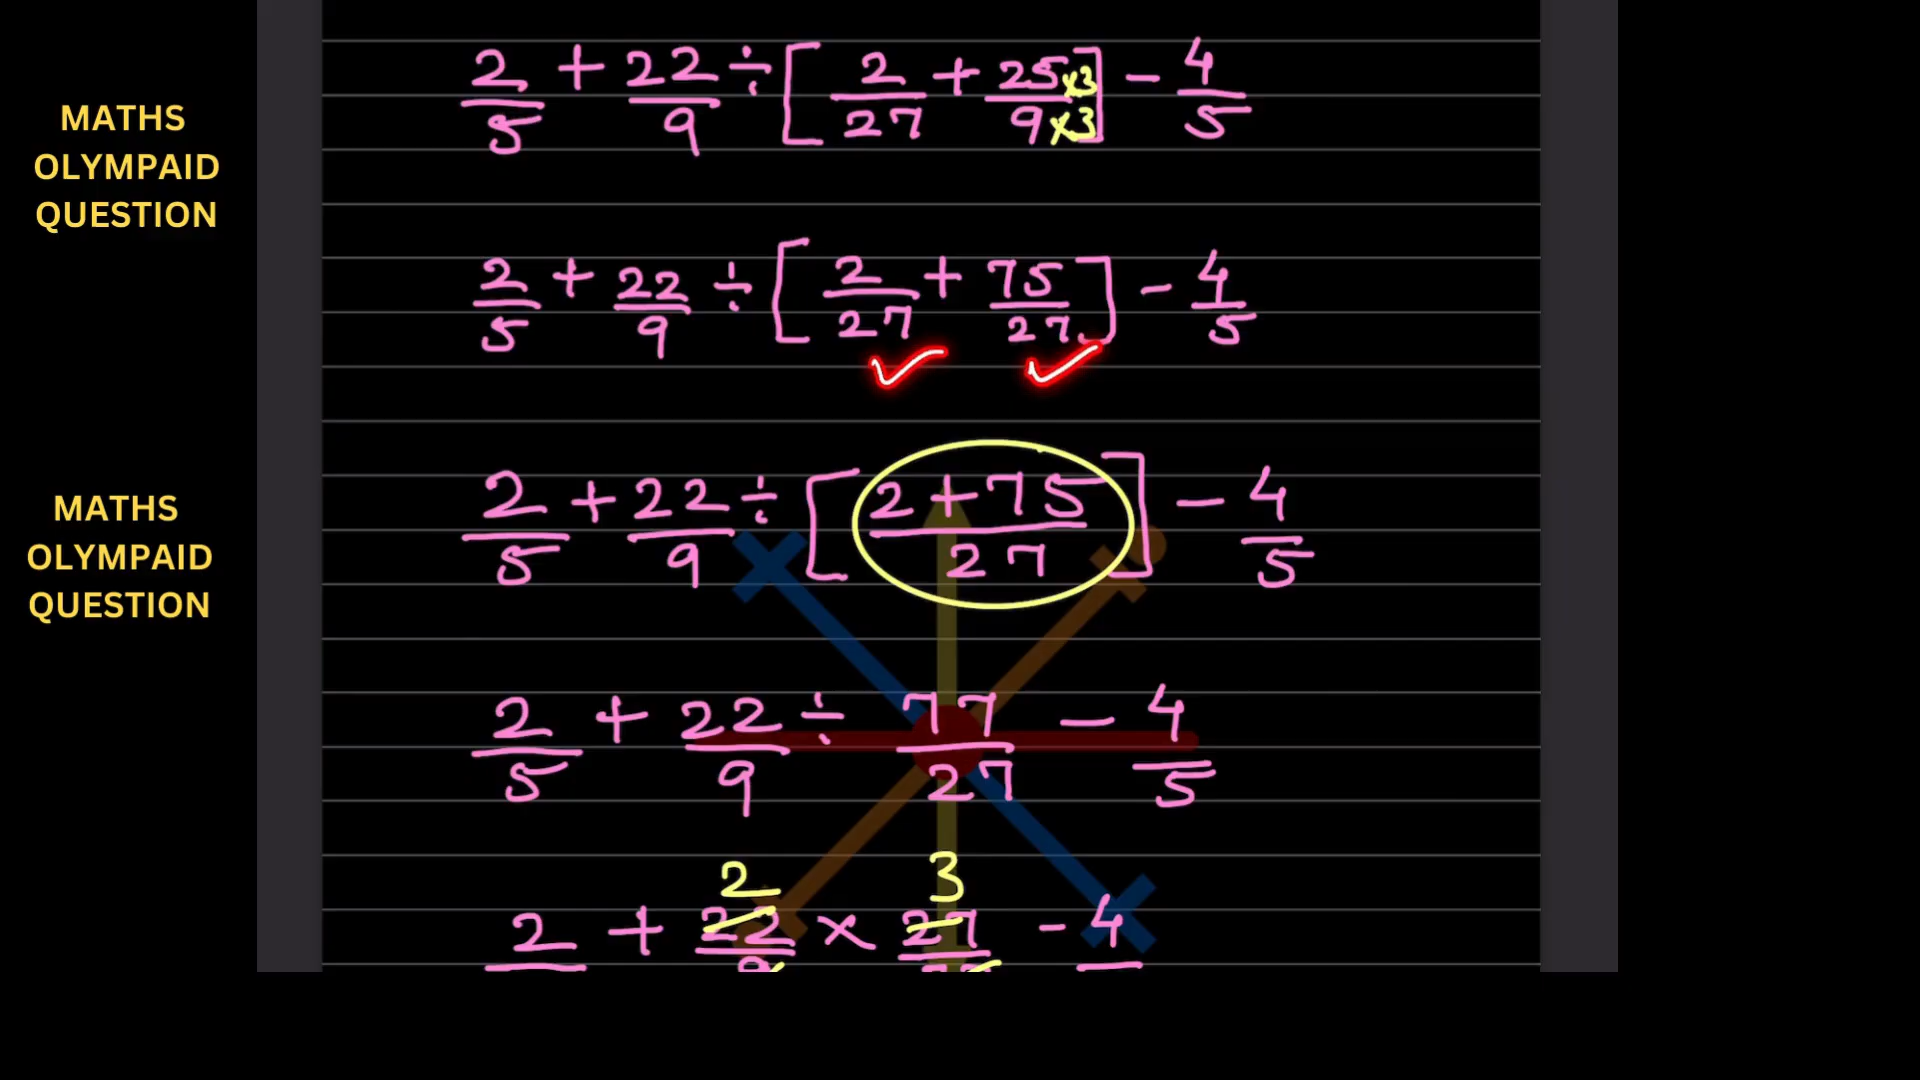 MATHS
OLYMPAID
QUESTION
MATHS
OLYMPAID
QUESTION
2/5 + 22/9 ÷ [ 2/27 + 25×3/9×3 ] - 4/5
2/5 + 22/9 ÷ [ 2/27 + 75/27 ] - 4/5
2/5 + 22/9 ÷ [ 2+75/27 ] - 4/5
2/5 + 22/9 ÷ 77/27 - 4/5
2 3
2 + 22/9 × 27 - 4